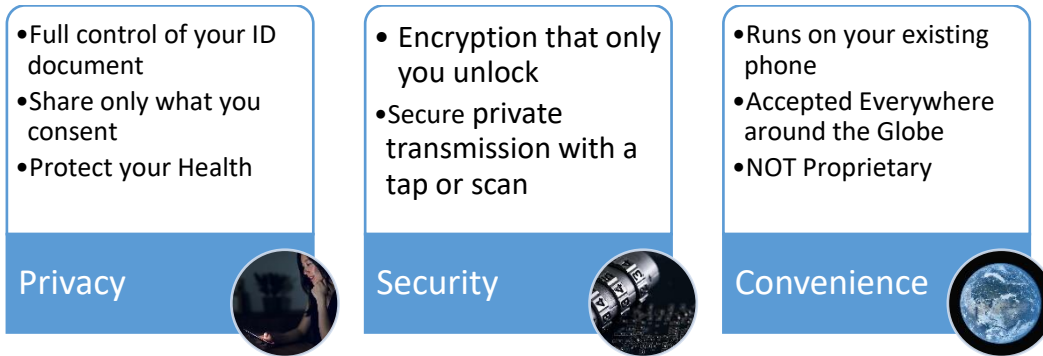 •Full control of your ID
document
•Share only what you
consent
•Protect your Health
Privacy
• Encryption that only
you unlock
•Secure private
transmission with a
tap or scan
Security
•Runs on your existing
phone
•Accepted Everywhere
around the Globe
•NOT Proprietary
Convenience